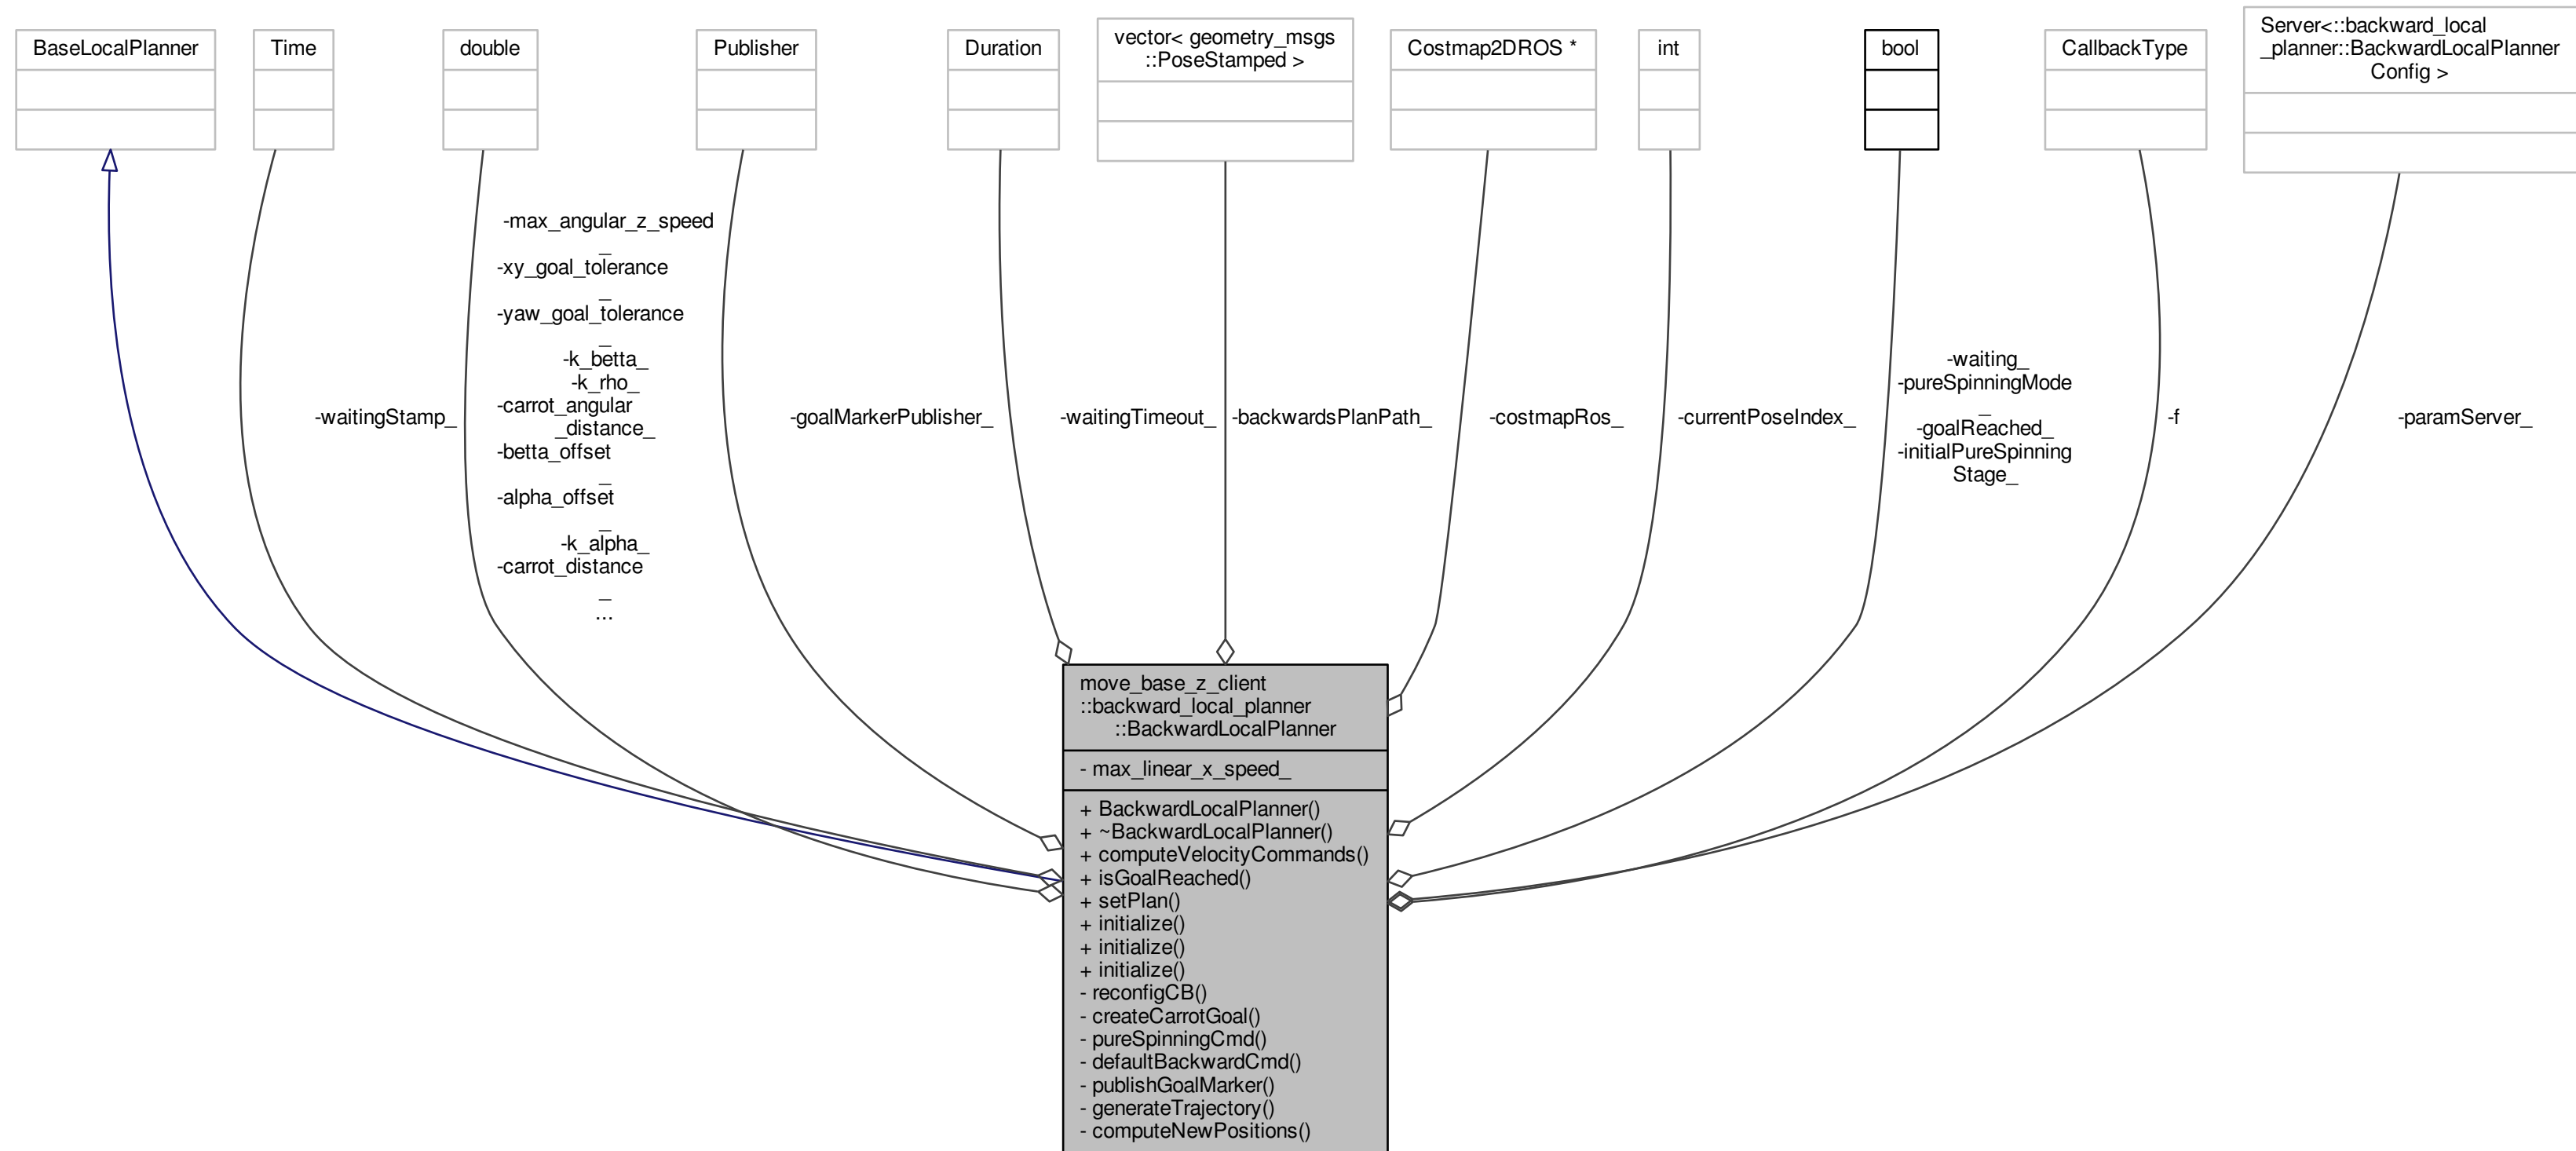 BaseLocalPlanner
Time
double
Publisher
Duration
vector< geometry_msgs
::PoseStamped >
Costmap2DROS *
int
bool
CallbackType
Server<::backward_local
_planner::BackwardLocalPlanner
Config >
-waitingStamp_
-max_angular_z_speed
_
-xy_goal_tolerance
_
-yaw_goal_tolerance
_
-k_betta_
-k_rho_
-carrot_angular
_distance_
-betta_offset
_
-alpha_offset
_
-k_alpha_
-carrot_distance
_
...
-goalMarkerPublisher_
-waitingTimeout_
-backwardsPlanPath_
-costmapRos_
-currentPoseIndex_
-waiting_
-pureSpinningMode
_
-goalReached_
-initialPureSpinning
Stage_
-f
-paramServer_
move_base_z_client
::backward_local_planner
::BackwardLocalPlanner
- max_linear_x_speed_
+ BackwardLocalPlanner()
+ ~BackwardLocalPlanner()
+ computeVelocityCommands()
+ isGoalReached()
+ setPlan()
+ initialize()
+ initialize()
+ initialize()
- reconfigCB()
- createCarrotGoal()
- pureSpinningCmd()
- defaultBackwardCmd()
- publishGoalMarker()
- generateTrajectory()
- computeNewPositions()